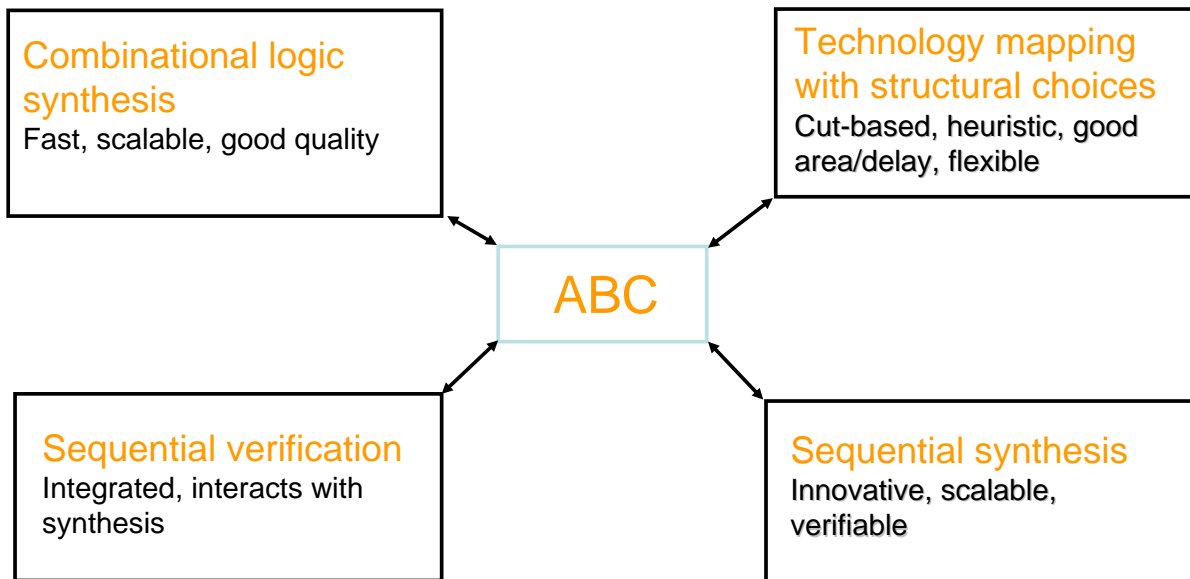 Combinational logic
synthesis
Fast, scalable, good quality
Technology mapping
with structural choices
Cut-based, heuristic, good
area/delay, flexible
ABC
Sequential verification
Integrated, interacts with
synthesis
Sequential synthesis
Innovative, scalable,
verifiable